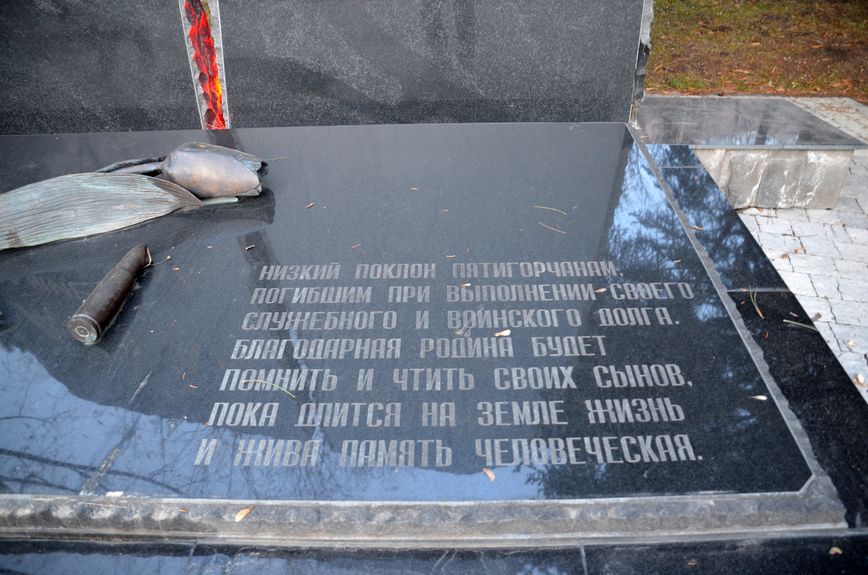 НИЗКИЙ ПОКЛОН ПЯТИГОРЧАНАМ,
ПОГИБШИМ ПРИ ВЫПОЛНЕНИИ СВОЕГО
СЛУЖЕБНОГО И ВОИНСКОГО ДОЛГА.
БЛАГОДАРНАЯ РОДИНА БУДЕТ
ПОМНИТЬ И ЧТИТЬ СВОИХ СЫНОВ,
ПОКА ДЛИТСЯ НА ЗЕМЛЕ ЖИЗНЬ
И ЖИВА ПАМЯТЬ ЧЕЛОВЕЧЕСКАЯ.